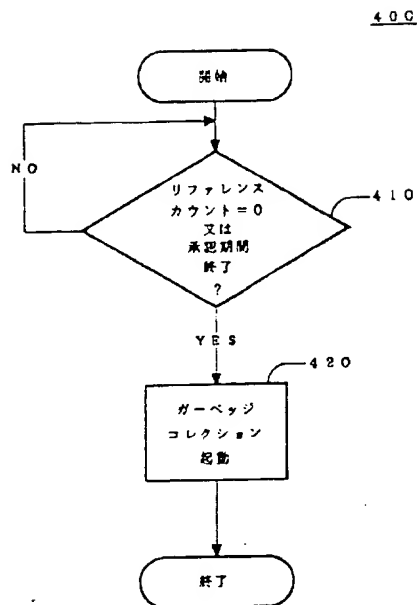 40C
開始
NO
リファレンス
カウント=0
又は
承認期間
終了
?
410
YES
420
ガーベッジ
コレクション
起動
終了